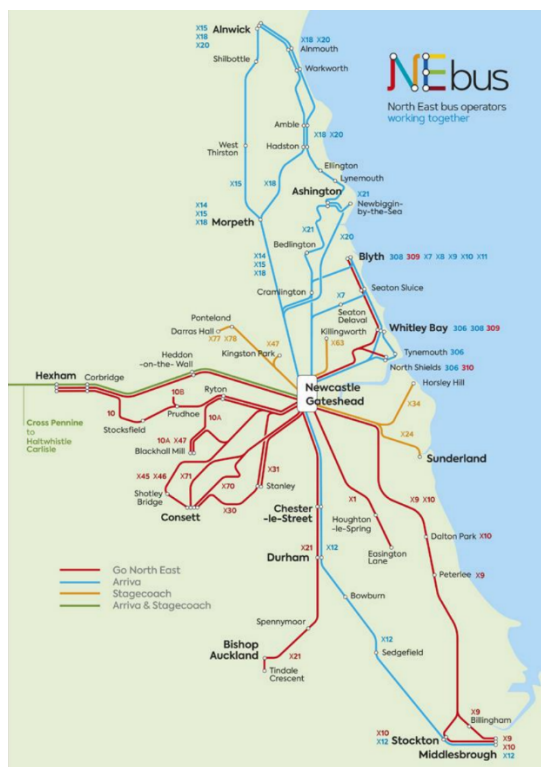 X15
X18
X20
Alnwick
X18 X20
Alnmouth
Shilbottle
Warkworth
NEbus
North East bus operators
working together
Amble
X18 X20
Hadston
West
Thirston
Ellington
Lynemouth
X15
X18
Ashington
X21
Newbiggin-
by-the-Sea
X14
X15
X18
Morpeth
X21
X20
Bedlington
X14
X15
X18
Blyth 308 309 X7 X8 X9 X10 X11
Cramlington
Seaton Sluice
X7
Seaton
Delaval
Ponteland
Darras Hall
X77 X78
X47
Killingworth
Whitley Bay 306 308 309
Kingston Park
X63
Tynemouth 306
Heddon
-on-the-Wall
North Shields 306 310
Hexham
Corbridge
Ryton
Newcastle
Gateshead
Horsley Hill
10B
Prudhoe
10
10A
X34
Stocksfield
Cross Pennine
to
Haltwhistle
Carlisle
10A X47
Blackhall Mill
X24
Sunderland
X45 X46
X71
X70
X31
Stanley
Shotley
Bridge
X30
Consett
X1
X9 X10
Chester
-le-Street
Houghton
-le-Spring
Dalton Park X10
X21
X12
Easington
Lane
Durham
Peterlee X9
Go North East
Arriva
Stagecoach
Arriva & Stagecoach
Bowburn
Spennymoor
X12
Bishop
Auckland
X21
Sedgefield
Tindale
Crescent
X9
Billingham
X10
X12
Stockton
X9
X10
X12
Middlesbrough